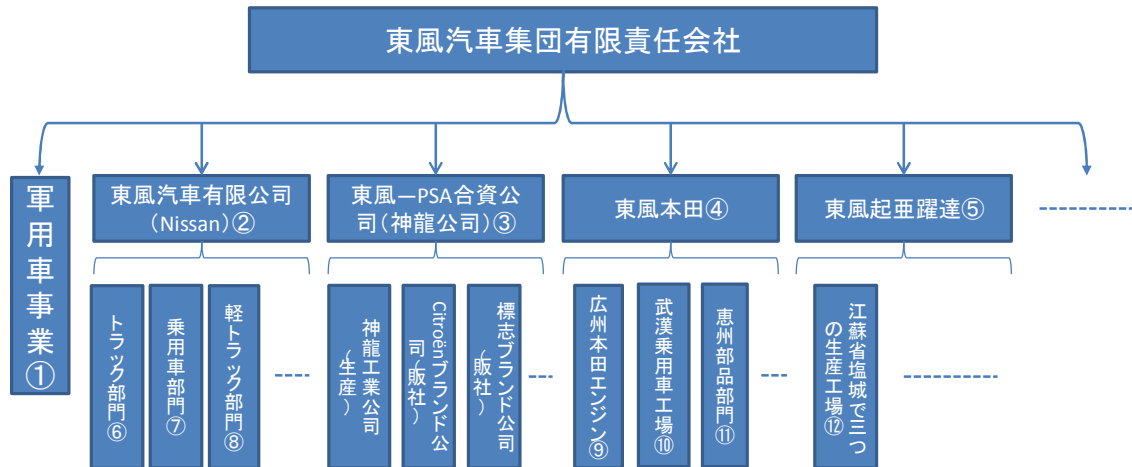 東風汽車集団有限責任会社
軍用車事業①
東風汽車有限公司
（Nissan）②
東風―PSA合資公
司（神龍公司）③
東風本田④
東風起亜躍達⑤
トラック部門⑥
乗用車部門⑦
軽トラック部門⑧
神龍工業公司
（生産）
Citroënブランド公
司（販社）
標志ブランド公司
（販社）
広州本田エンジン⑨
武漢乗用車工場⑩
恵州部品部門⑪
江蘇省塩城で三つ
の生産工場⑫